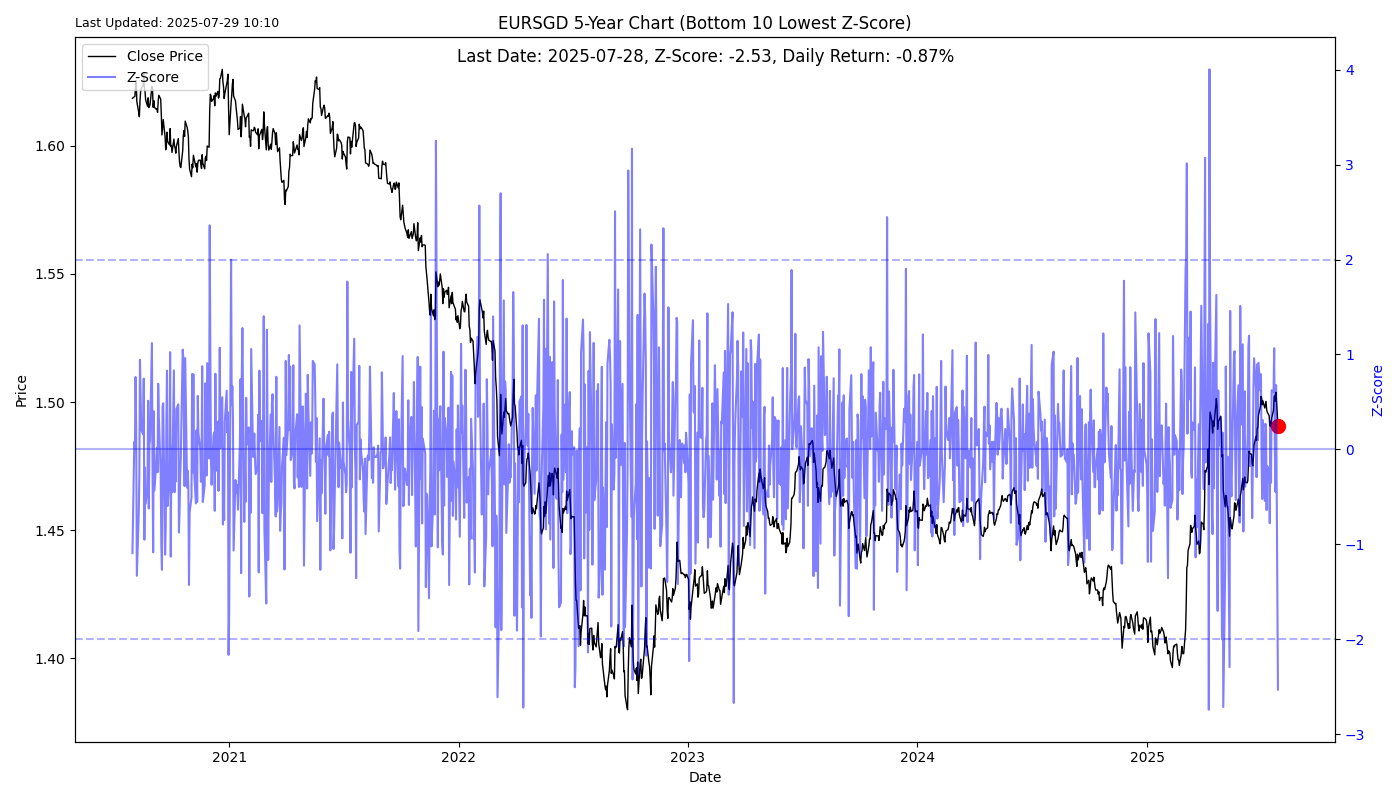 Last Updated: 2025-07-29 10:10
EURSGD 5-Year Chart (Bottom 10 Lowest Z-Score)
Last Date: 2025-07-28, Z-Score: -2.53, Daily Return: -0.87%
Close Price
Z-Score
1.60
1.55
1.50
1.45
1.40
Price
4
3
2
1
0
−1
−2
−3
Z-Score
2021
2022
2023
2024
2025
Date